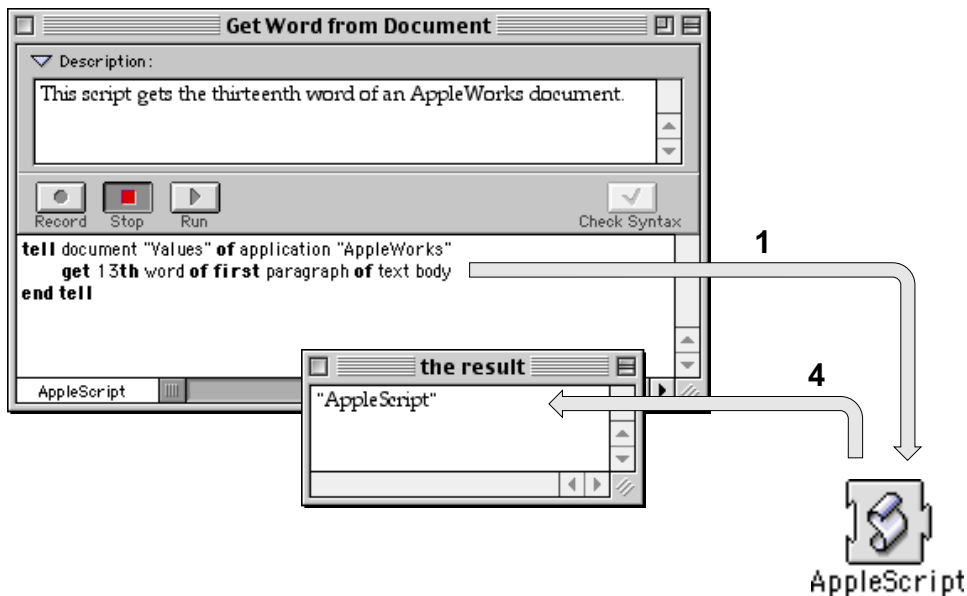 Get Word from Document
Description:
This script gets the thirteenth word of an AppleWorks document.
Record Stop Run Check Syntax
tell document "Values" of application "AppleWorks"
get 13th word of first paragraph of text body
end tell
1
the result
"AppleScript"
4
AppleScript
AppleScript